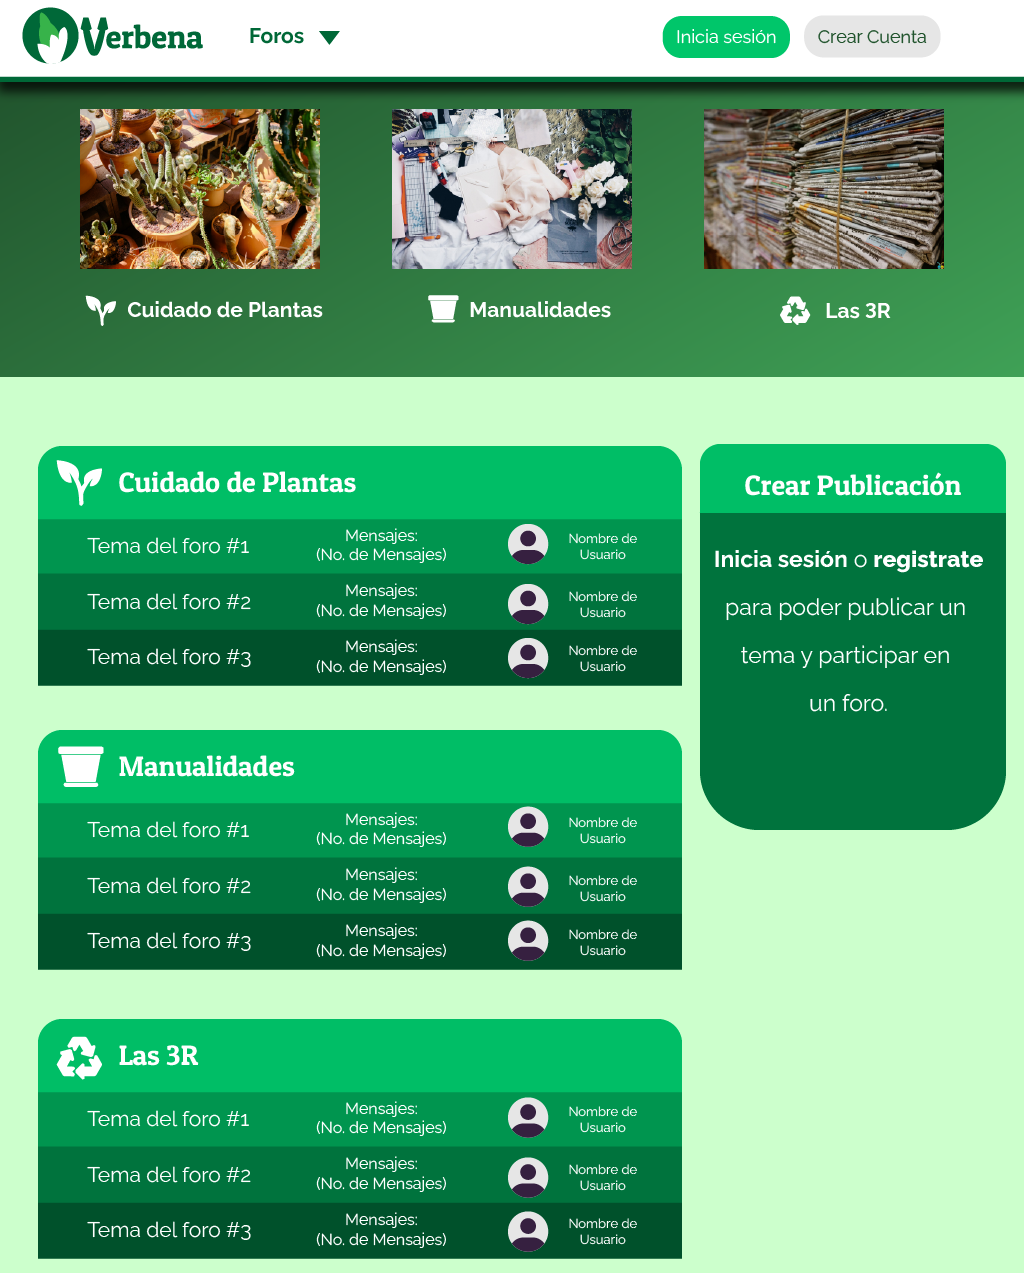 Verbena
Foros
Inicia sesión
Crear Cuenta
Cuidado de Plantas
Manualidades
Las 3R
Cuidado de Plantas
Tema del foro #1
Mensajes:
(No. de Mensajes)
Nombre de
Usuario
Tema del foro #2
Mensajes:
(No. de Mensajes)
Nombre de
Usuario
Tema del foro #3
Mensajes:
(No. de Mensajes)
Nombre de
Usuario
Crear Publicación
Inicia sesión o registrate
para poder publicar un
tema y participar en
un foro.
Manualidades
Tema del foro #1
Mensajes:
(No. de Mensajes)
Nombre de
Usuario
Tema del foro #2
Mensajes:
(No. de Mensajes)
Nombre de
Usuario
Tema del foro #3
Mensajes:
(No. de Mensajes)
Nombre de
Usuario
Las 3R
Tema del foro #1
Mensajes:
(No. de Mensajes)
Nombre de
Usuario
Tema del foro #2
Mensajes:
(No. de Mensajes)
Nombre de
Usuario
Tema del foro #3
Mensajes:
(No. de Mensajes)
Nombre de
Usuario